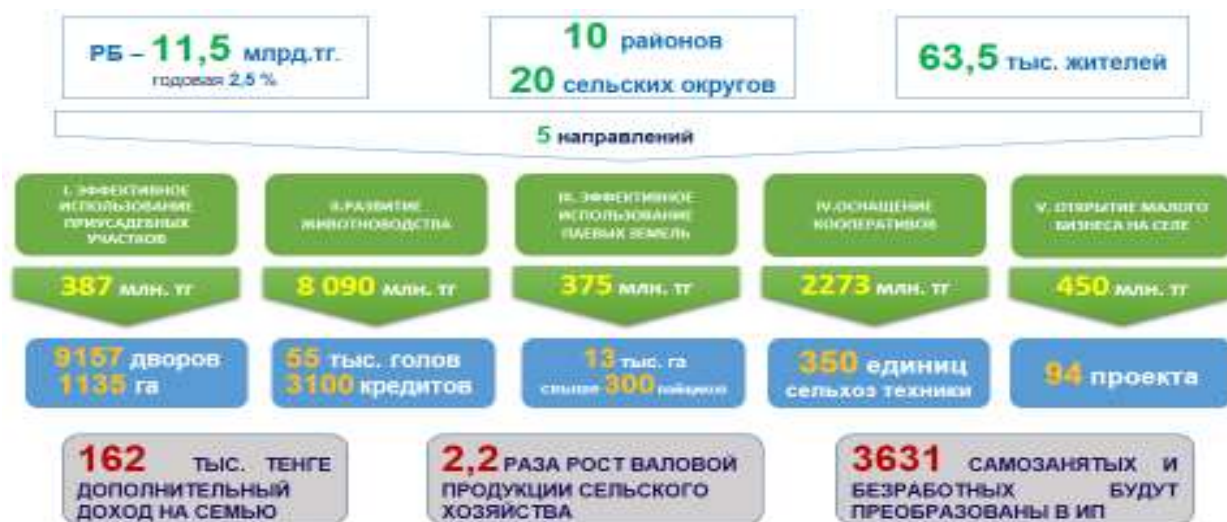 РБ – 11,5 млрд.тг.
годовая 2,5 %
10 районов
20 сельских округов
63,5 тыс. жителей
5 направлений
I. ЭФФЕКТИВНОЕ
ИСПОЛЬЗОВАНИЕ
ПРИУСАДЕБНЫХ
УЧАСТКОВ
II.РАЗВИТИЕ
ЖИВОТНОВОДСТВА
III. ЭФФЕКТИВНОЕ
ИСПОЛЬЗОВАНИЕ
ПАЕВЫХ ЗЕМЕЛЬ
IV.ОСНАЩЕНИЕ
КООПЕРАТИВОВ
V. ОТКРЫТИЕ МАЛОГО
БИЗНЕСА НА СЕЛЕ
387 млн. тг
8 090 млн. тг
375 млн. тг
2273 млн. тг
450 млн. тг
9157 дворов
1135 га
55 тыс. голов
3100 кредитов
13 тыс. га
свыше 300 пайщиков
350 единиц
сельхоз техники
94 проекта
162 ТЫС. ТЕНГЕ
ДОПОЛНИТЕЛЬНЫЙ
ДОХОД НА СЕМЬЮ
2,2 РАЗА РОСТ ВАЛОВОЙ
ПРОДУКЦИИ СЕЛЬСКОГО
ХОЗЯЙСТВА
3631 САМОЗАНЯТЫХ И
БЕЗРАБОТНЫХ БУДУТ
ПРЕОБРАЗОВАНЫ В ИП